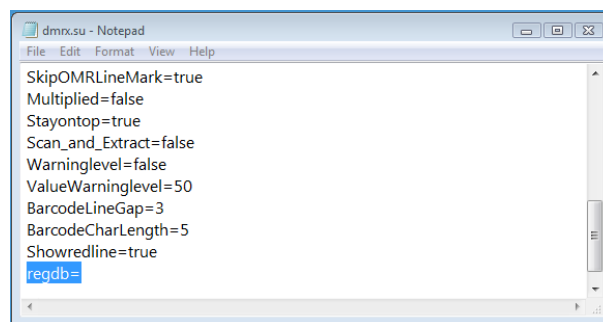 dmrx.su - Notepad
File Edit Format View Help
SkipOMRLineMark=true
Multiplied=false
Stayontop=true
Scan_and_Extract=false
Warninglevel=false
ValueWarninglevel=50
BarcodeLineGap=3
BarcodeCharLength=5
Showredline=true
regdb=